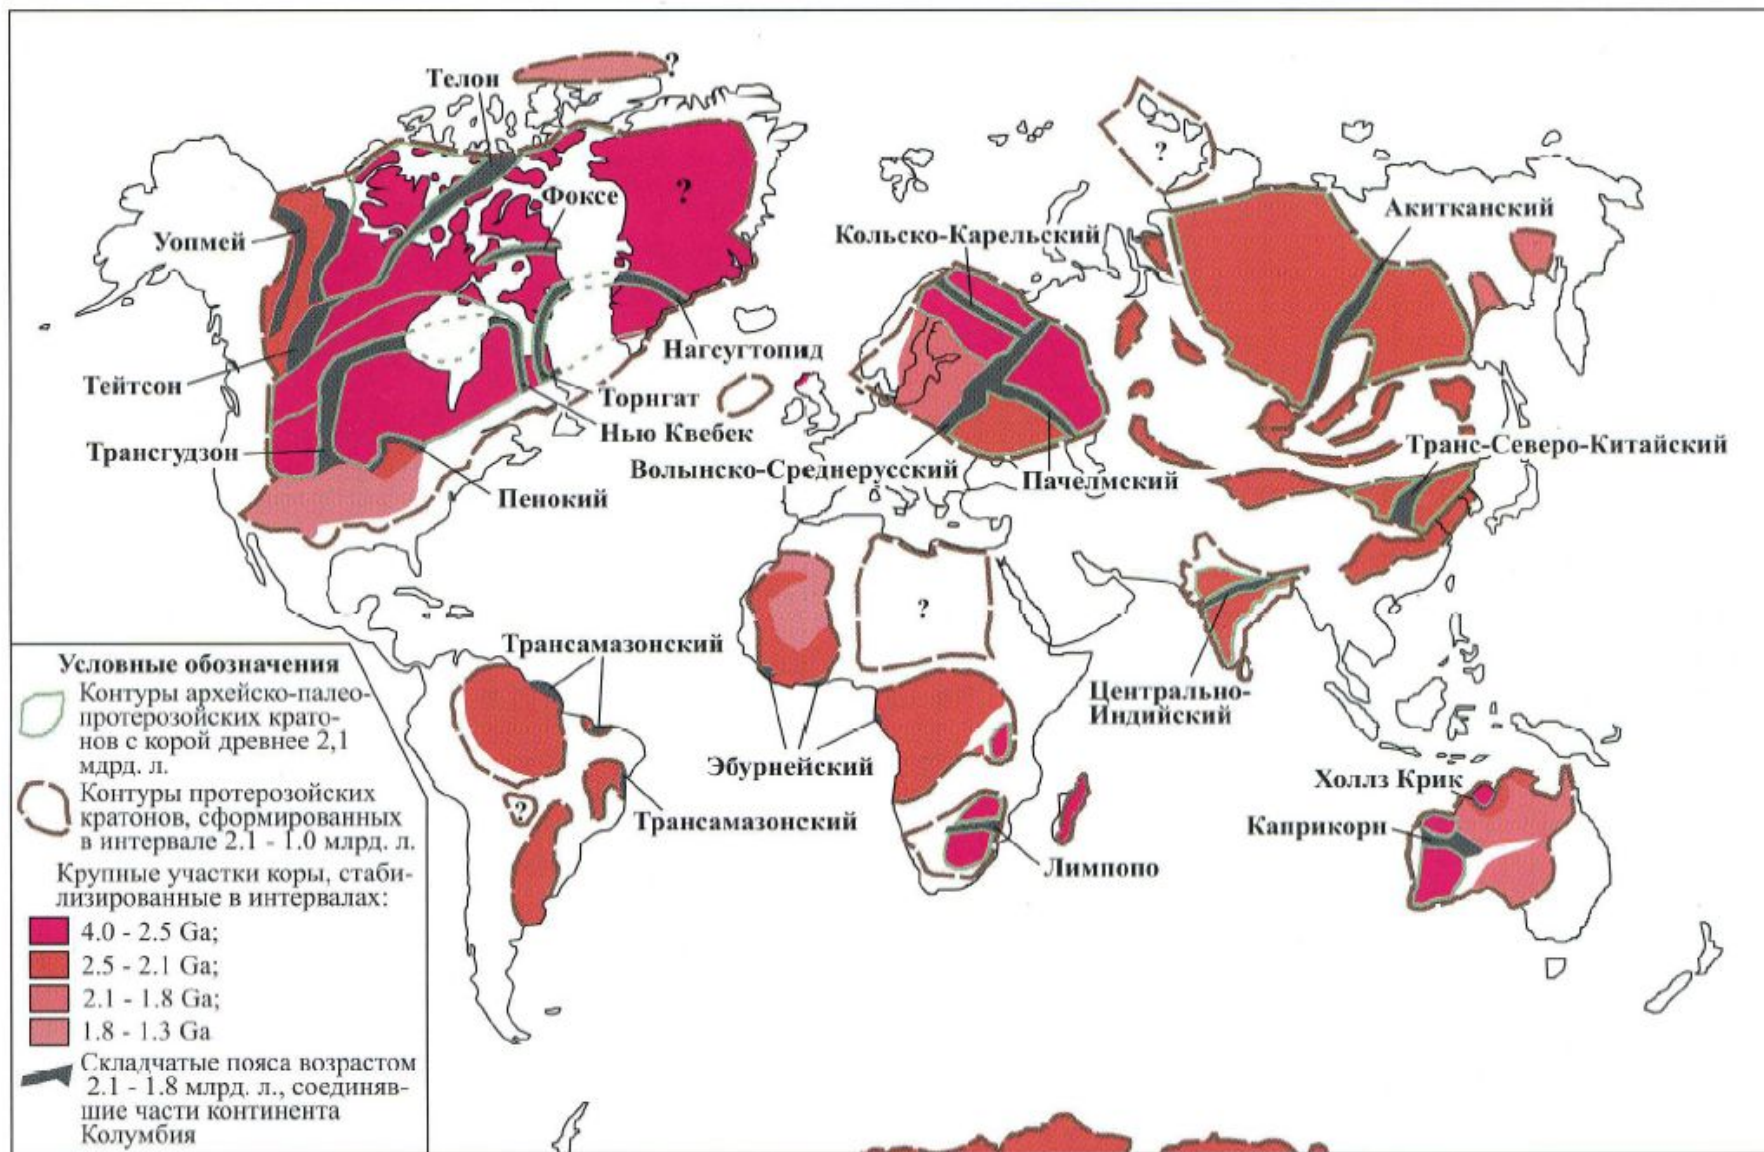 Телон
?
?
?
Фоксе
Уопмей
Акитканский
Кольско-Карельский
Нагсугтопид
Тейтсон
Торнгат
Нью Квебек
Трансгудзон
Волынско-Среднерусский
Пачелмский
Транс-Северо-Китайский
Пенокий
?
Трансамазонский
Центрально-
Индийский
Эбурнейский
Холлз Крик
?
Трансамазонский
Каприкорн
Лимпопо
Условные обозначения
Контуры архейско-палео-
протерозойских крато-
нов с корой древнее 2,1
мдрд. л.
Контуры протерозойских
кратонов, сформированных
в интервале 2.1 - 1.0 млрд. л.
Крупные участки коры, стаби-
лизированные в интервалах:
4.0 - 2.5 Ga;
2.5 - 2.1 Ga;
2.1 - 1.8 Ga;
1.8 - 1.3 Ga
Складчатые пояса возрастом
2.1 - 1.8 млрд. л., соединяв-
шие части континента
Колумбия